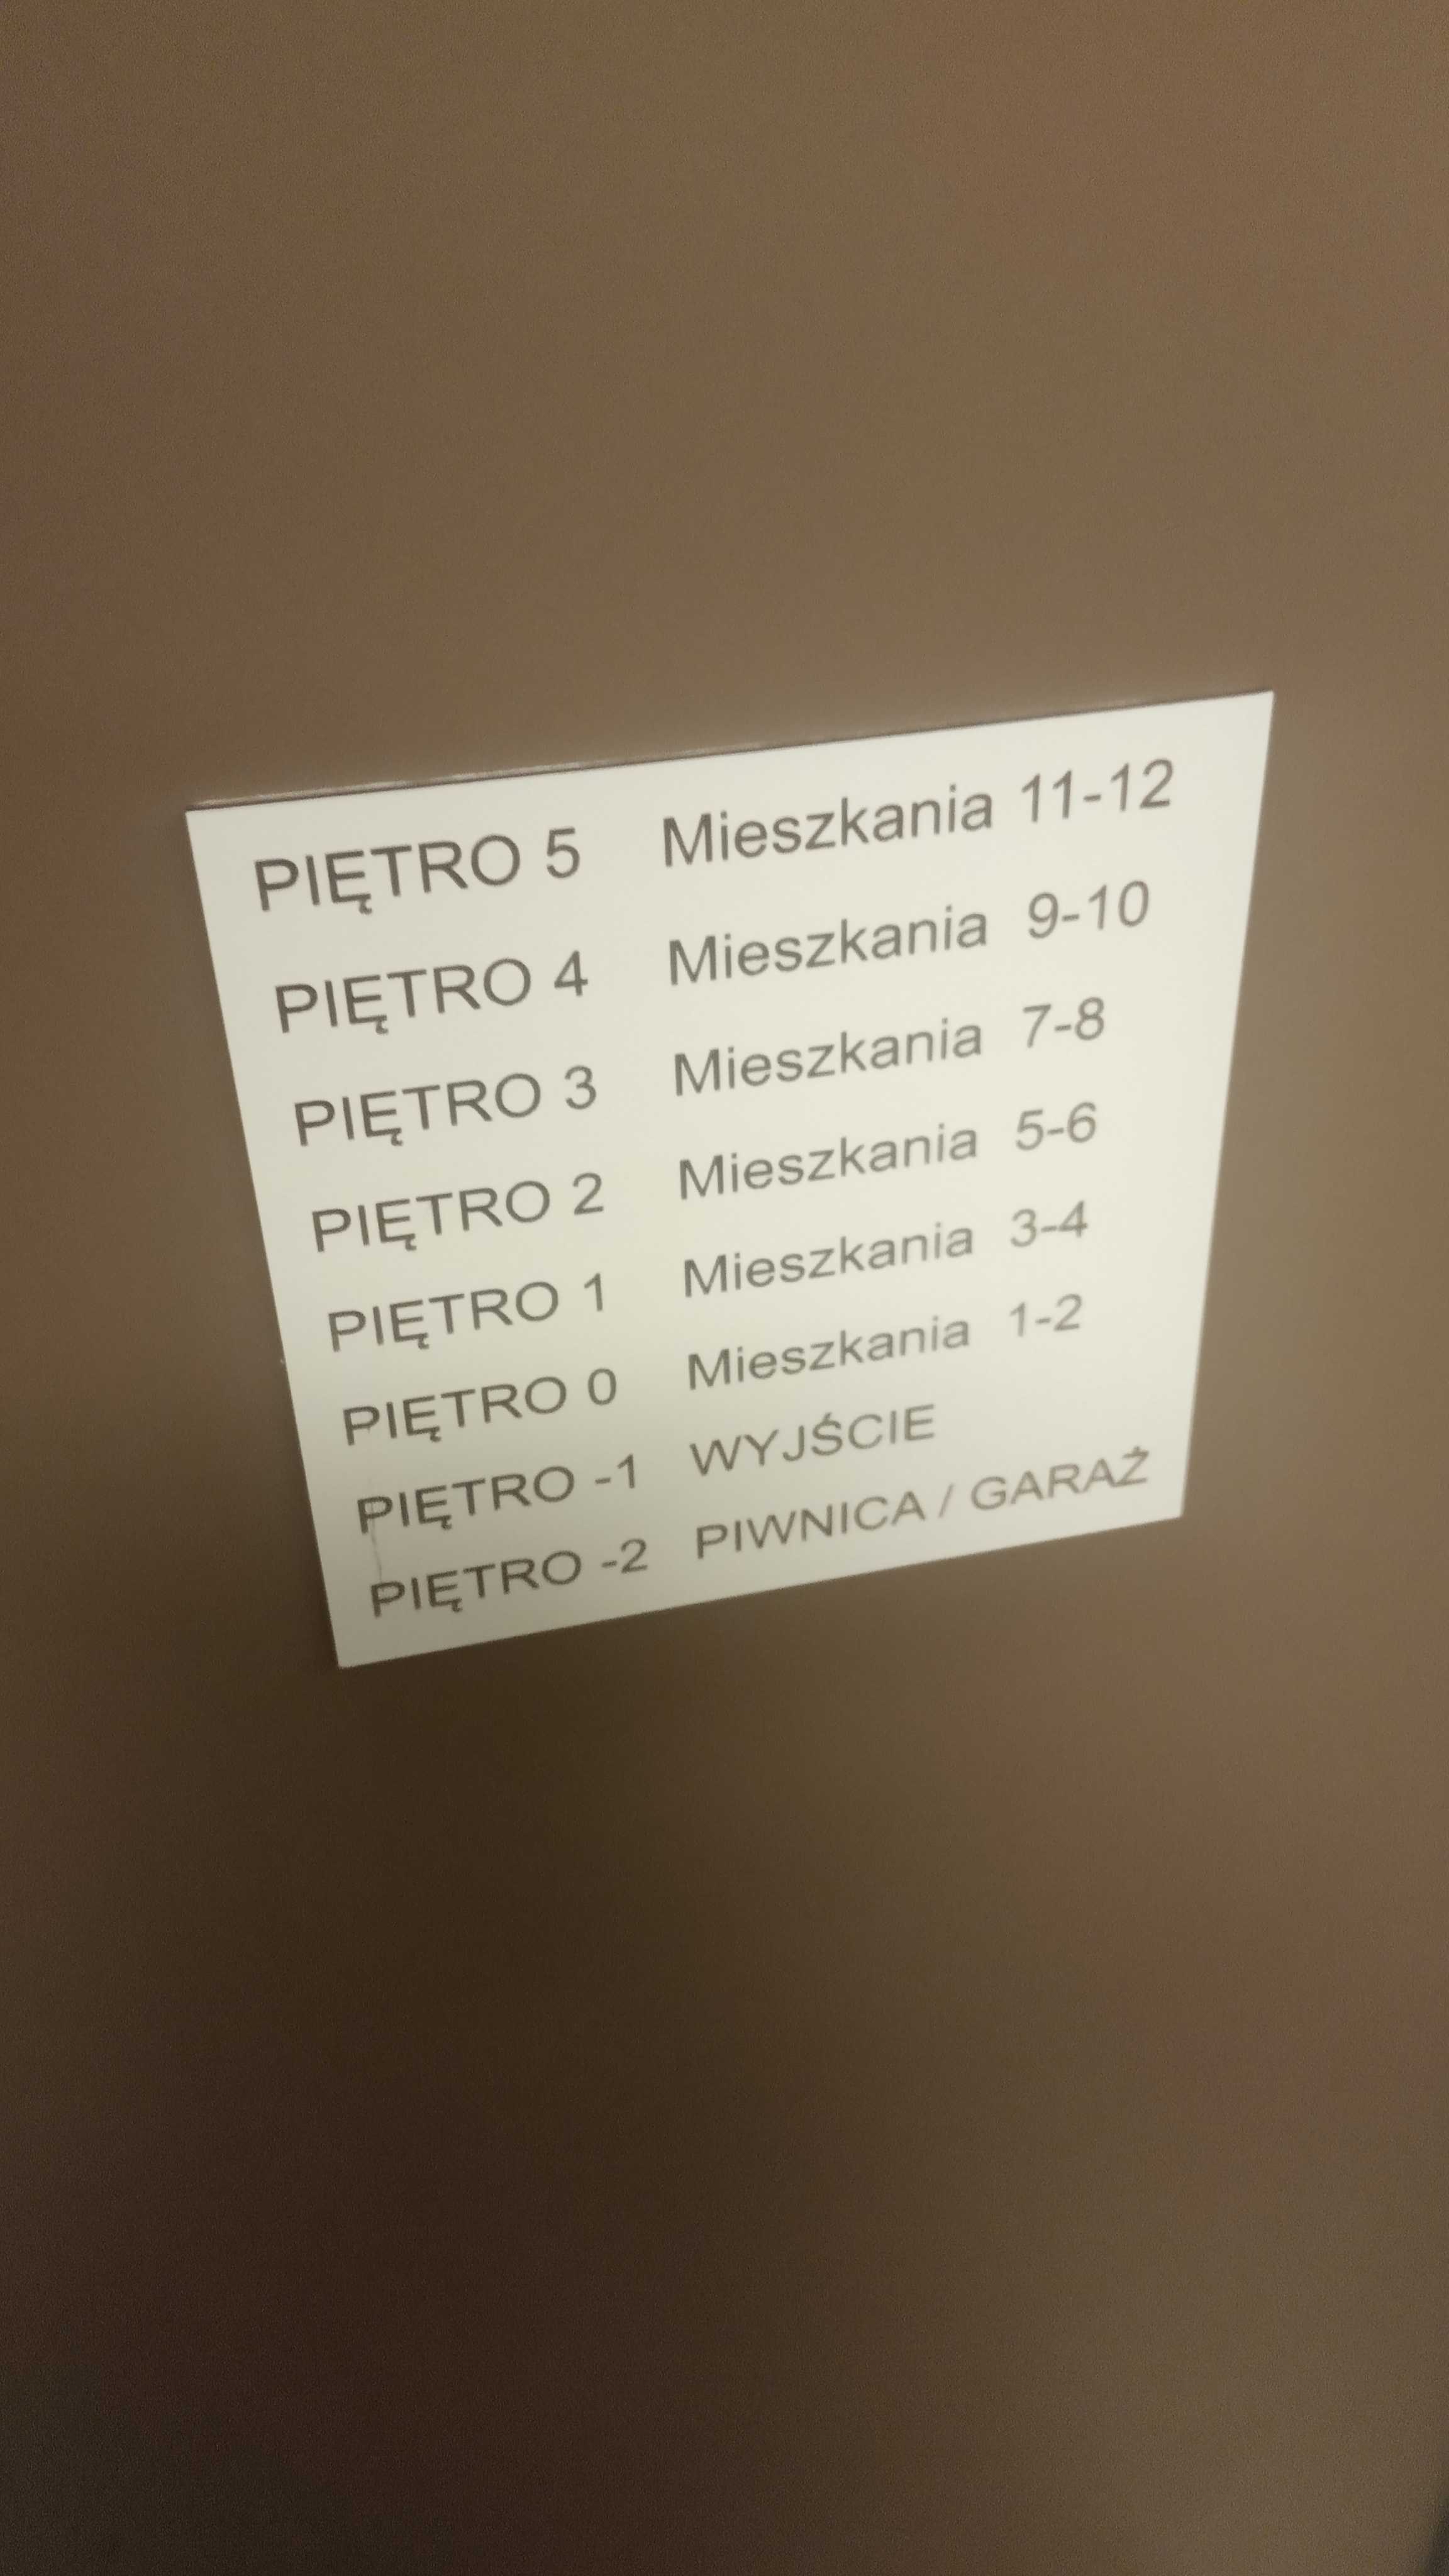 PIĘTRO 5 Mieszkania 11-12
PIĘTRO 4 Mieszkania 9-10
PIĘTRO 3 Mieszkania 7-8
PIĘTRO 2 Mieszkania 5-6
PIĘTRO 1 Mieszkania 3-4
PIĘTRO 0 Mieszkania 1-2
PIĘTRO -1 WYJŚCIE
PIĘTRO -2 PIWNICA / GARAŻ